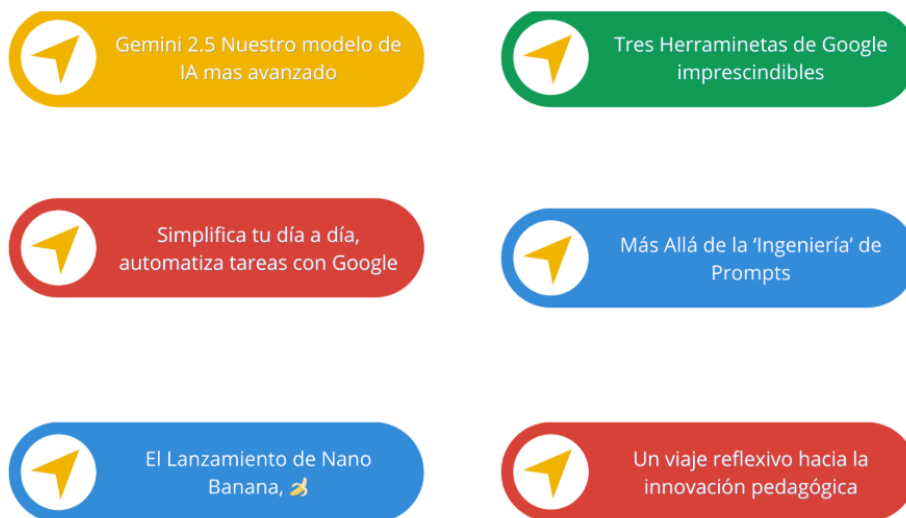 Gemini 2.5 Nuestro modelo de
IA mas avanzado
Tres Herraminetas de Google
imprescindibles
Simplifica tu día a día,
automatiza tareas con Google
Más Allá de la ‘Ingeniería’ de
Prompts
El Lanzamiento de Nano
Banana, 🍌
Un viaje reflexivo hacia la
innovación pedagógica